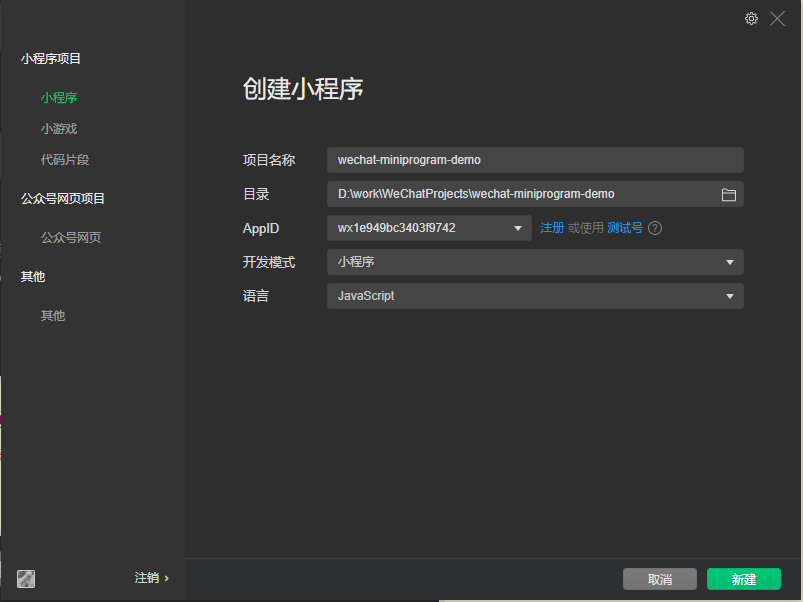 小程序项目
小程序
小游戏
代码片段
公众号网页项目
公众号网页
其他
其他
注销 ›
创建小程序
项目名称 wechat-miniprogram-demo
目录 D:\work\WeChatProjects\wechat-miniprogram-demo
AppID wx1e949bc3403f9742 注册 或使用 测试号 ?
开发模式 小程序
语言 JavaScript
取消 新建